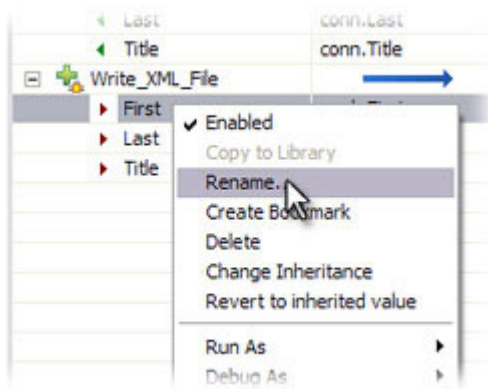 Last conn.Last
Title conn.Title
Write_XML_File
First
Last
Title
Enabled
Copy to Library
Rename...
Create Bookmark
Delete
Change Inheritance
Revert to inherited value
Run As
Debug As